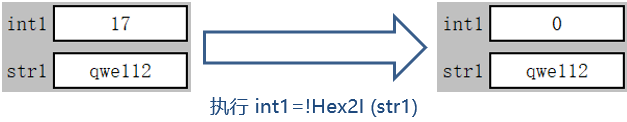 int1 17
str1 qwe112
执行 int1=!Hex2I (str1)
int1 0
str1 qwe112